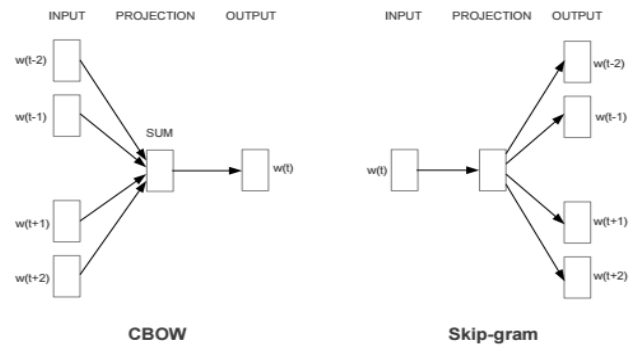 INPUT PROJECTION OUTPUT
w(t-2)
w(t-1)
SUM
w(t)
w(t+1)
w(t+2)
CBOW
INPUT PROJECTION OUTPUT
w(t-2)
w(t-1)
w(t)
w(t+1)
w(t+2)
Skip-gram